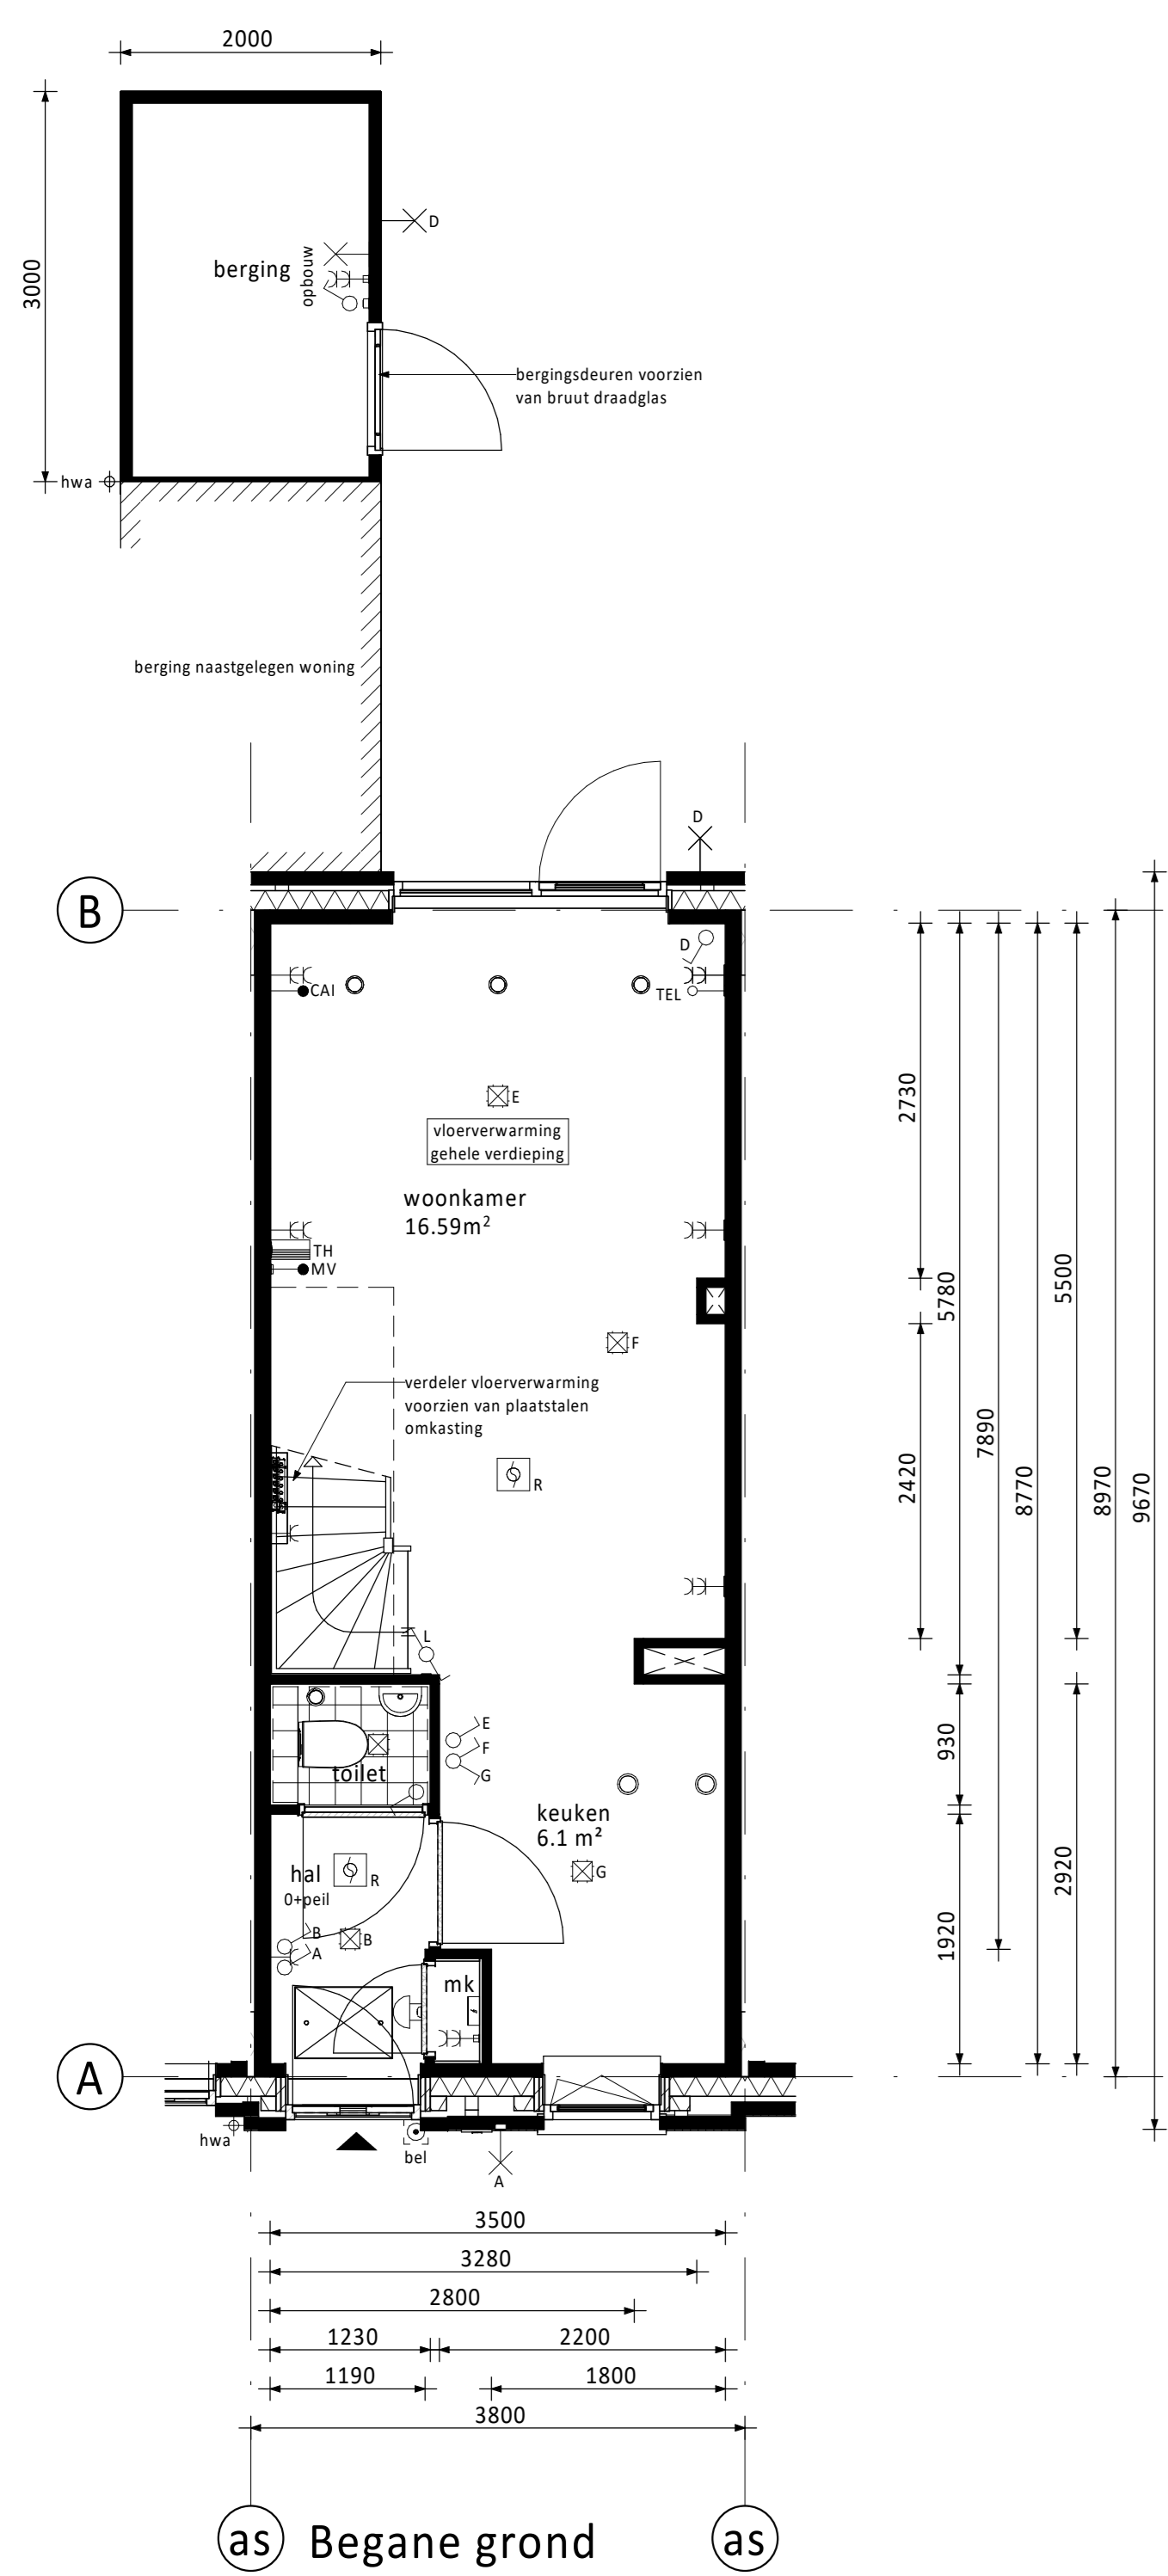 2000
3000
D
berging
opbouw
bergingsdeuren voorzien
van bruut draadglas
hwa
berging naastgelegen woning
D
B
D
CAI
TEL
E
vloerverwarming
gehele verdieping
woonkamer
16.59m²
TH
MV
F
verdeler vloerverwarming
voorzien van plaatstalen
omkasting
R
L
E
F
G
toilet
keuken
6.1 m²
G
hal
0+peil
R
B
A
B
mk
A
hwa
bel
A
2730
5780
5500
2420
7890
8770
8970
9670
930
2920
1920
3500
3280
2800
1230
2200
1190
1800
3800
as
Begane grond
as